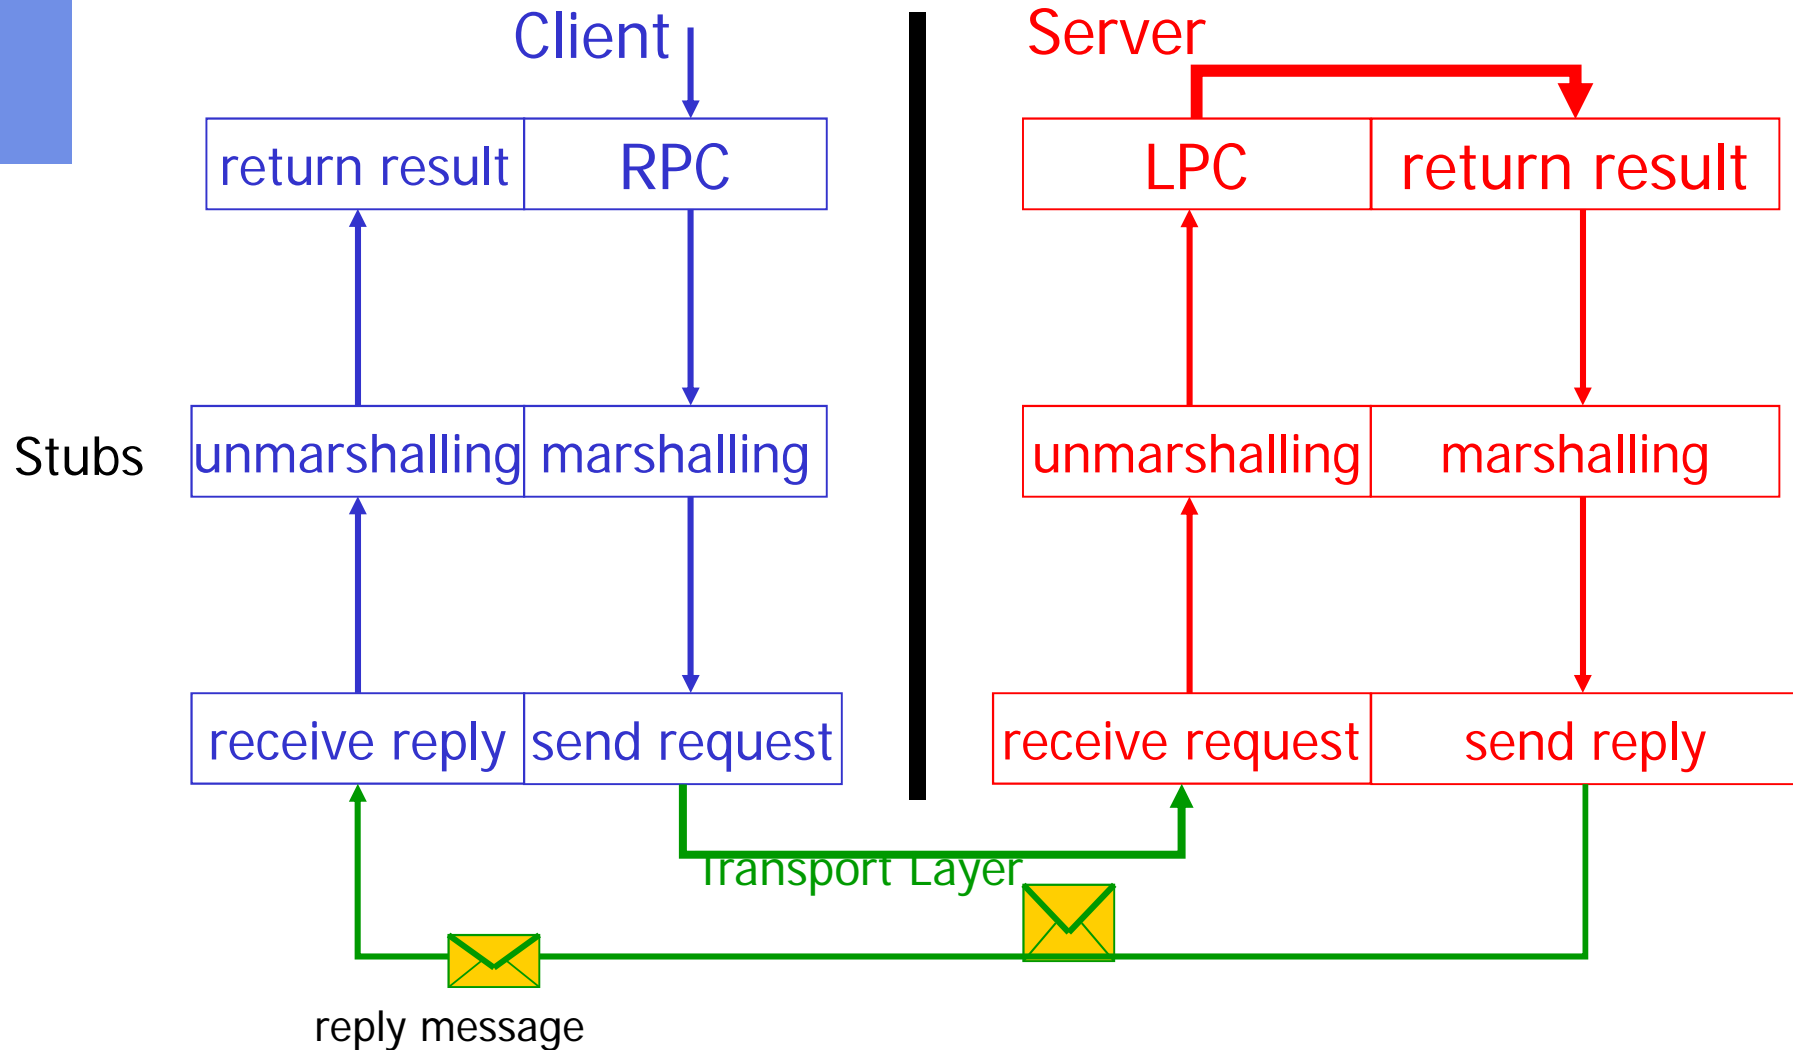 Client
Server
return result
RPC
LPC
return result
Stubs
unmarshalling
marshalling
unmarshalling
marshalling
receive reply
send request
receive request
send reply
Transport Layer
reply message